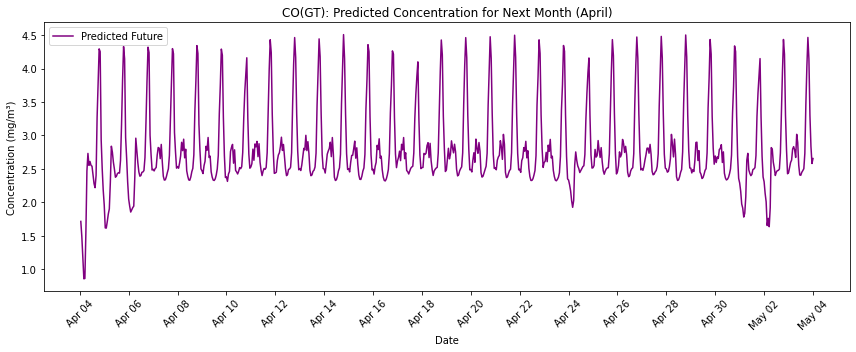 CO(GT): Predicted Concentration for Next Month (April)
Predicted Future
Concentration (mg/m³)
4.5
4.0
3.5
3.0
2.5
2.0
1.5
1.0
Apr 04
Apr 06
Apr 08
Apr 10
Apr 12
Apr 14
Apr 16
Apr 18
Apr 20
Apr 22
Apr 24
Apr 26
Apr 28
Apr 30
May 02
May 04
Date